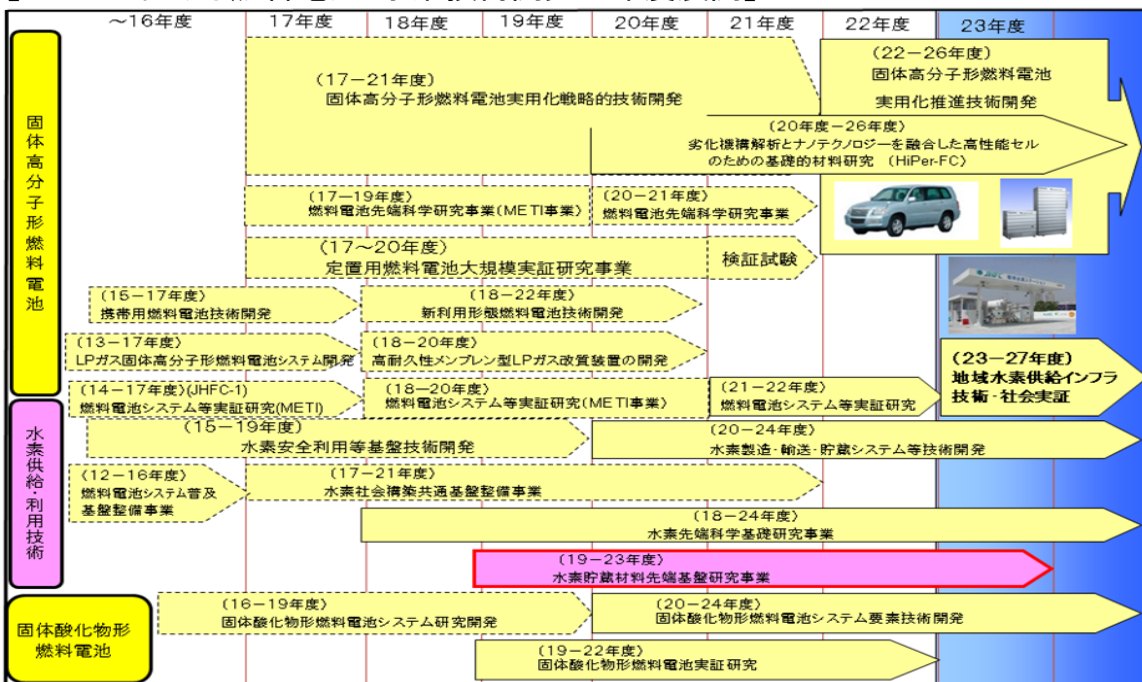 ～16年度 17年度 18年度 19年度 20年度 21年度 22年度 23年度
固体高分子形燃料電池
(17－21年度)
固体高分子形燃料電池実用化戦略的技術開発
(22－26年度)
固体高分子形燃料電池
実用化推進技術開発
(20年度－26年度)
劣化機構解析とナノテクノロジーを融合した高性能セル
のための基礎的材料研究 (HiPer-FC)
(17－19年度)
燃料電池先端科学研究事業(METI事業)
(20－21年度)
燃料電池先端科学研究事業
(17～20年度)
定置用燃料電池大規模実証研究事業
検証試験
(15－17年度)
携帯用燃料電池技術開発
(18－22年度)
新利用形態燃料電池技術開発
(13－17年度)
LPガス固体高分子形燃料電池システム開発
(18－20年度)
高耐久性メンブレン型LPガス改質装置の開発
(14－17年度)(JHFC-1)
燃料電池システム等実証研究(METI)
(18－20年度)
燃料電池システム等実証研究(METI事業)
(21－22年度)
燃料電池システム等実証研究
(23－27年度)
地域水素供給インフラ
技術・社会実証
水素供給・利用技術
(15－19年度)
水素安全利用等基盤技術開発
(20－24年度)
水素製造・輸送・貯蔵システム等技術開発
(12－16年度)
燃料電池システム普及
基盤整備事業
(17－21年度)
水素社会構築共通基盤整備事業
(18－24年度)
水素先端科学基礎研究事業
(19－23年度)
水素貯蔵材料先端基盤研究事業
固体酸化物形
燃料電池
(16－19年度)
固体酸化物形燃料電池システム研究開発
(20－24年度)
固体酸化物形燃料電池システム要素技術開発
(19－22年度)
固体酸化物形燃料電池実証研究